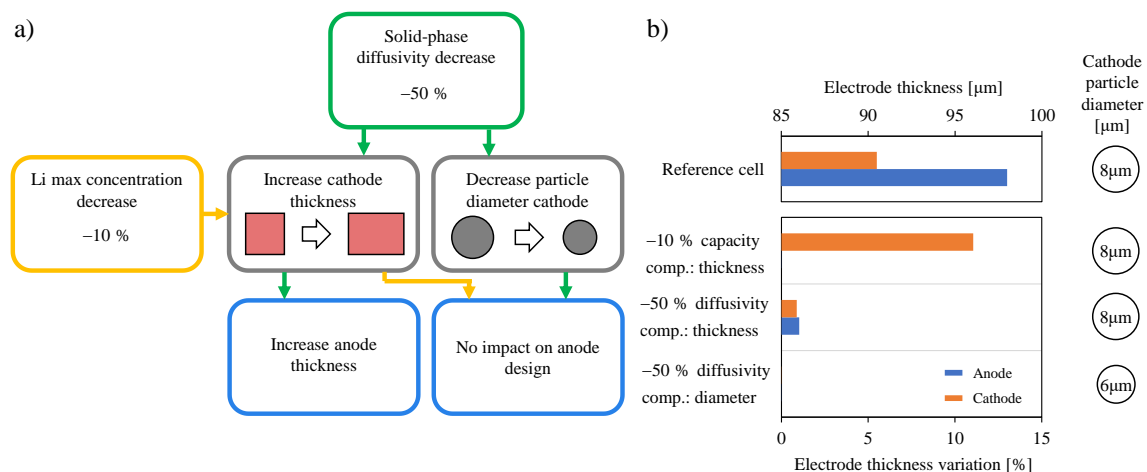 a)
Solid-phase
diffusivity decrease
−50 %
Li max concentration
decrease
−10 %
Increase cathode
thickness
Decrease particle
diameter cathode
Increase anode
thickness
No impact on anode
design
b)
Electrode thickness [μm]
85 90 95 100
Cathode
particle
diameter
[μm]
Reference cell
8μm
−10 % capacity
comp.: thickness
8μm
−50 % diffusivity
comp.: thickness
8μm
−50 % diffusivity
comp.: diameter
6μm
Anode
Cathode
0 5 10 15
Electrode thickness variation [%]